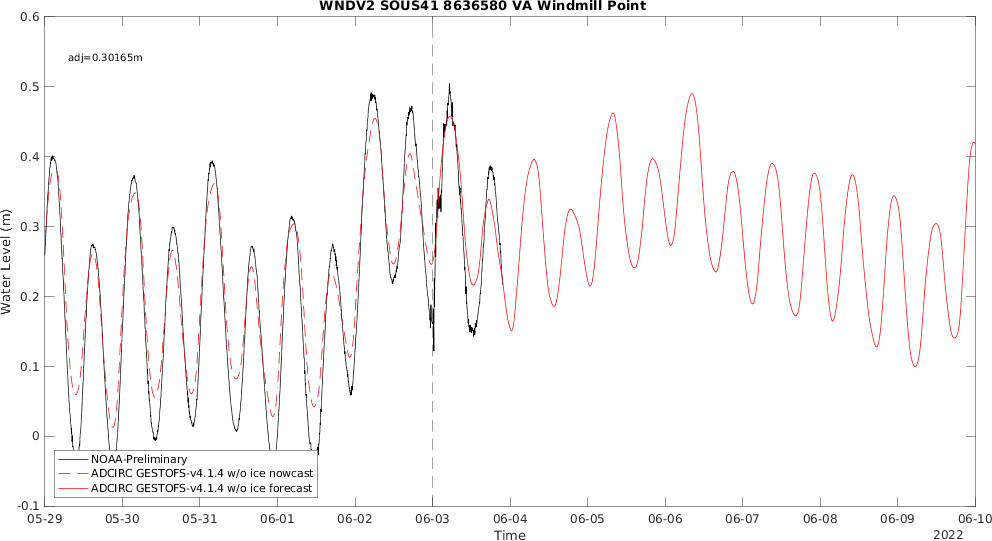 WNDV2 SOUS41 8636580 VA Windmill Point
adj=0.30165m
0.6
0.5
0.4
0.3
0.2
0.1
0
-0.1
Water Level (m)
NOAA-Preliminary
ADCIRC GESTOFS-v4.1.4 w/o ice nowcast
ADCIRC GESTOFS-v4.1.4 w/o ice forecast
05-29 05-30 05-31 06-01 06-02 06-03 06-04 06-05 06-06 06-07 06-08 06-09 06-10
Time
2022